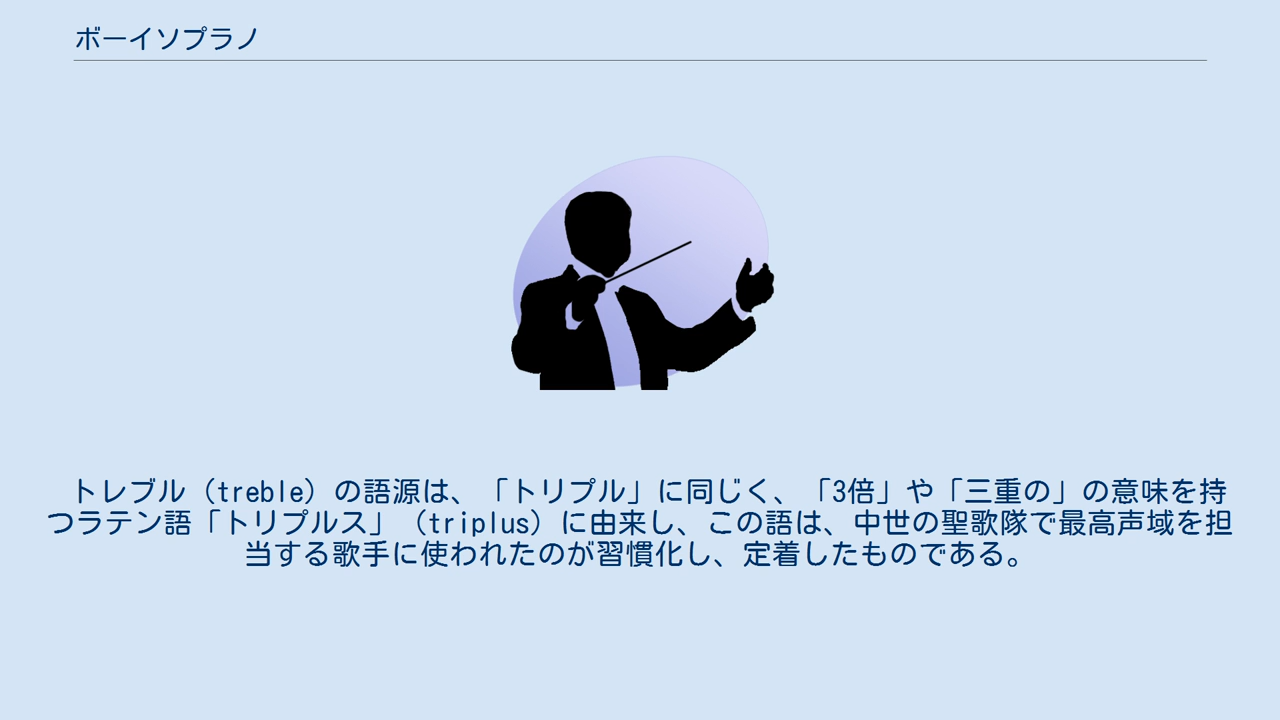 ボーイソプラノ
トレブル（treble）の語源は、「トリプル」に同じく、「3倍」や「三重の」の意味を持
つラテン語「トリプルス」（triplus）に由来し、この語は、中世の聖歌隊で最高声域を担
当する歌手に使われたのが習慣化し、定着したものである。